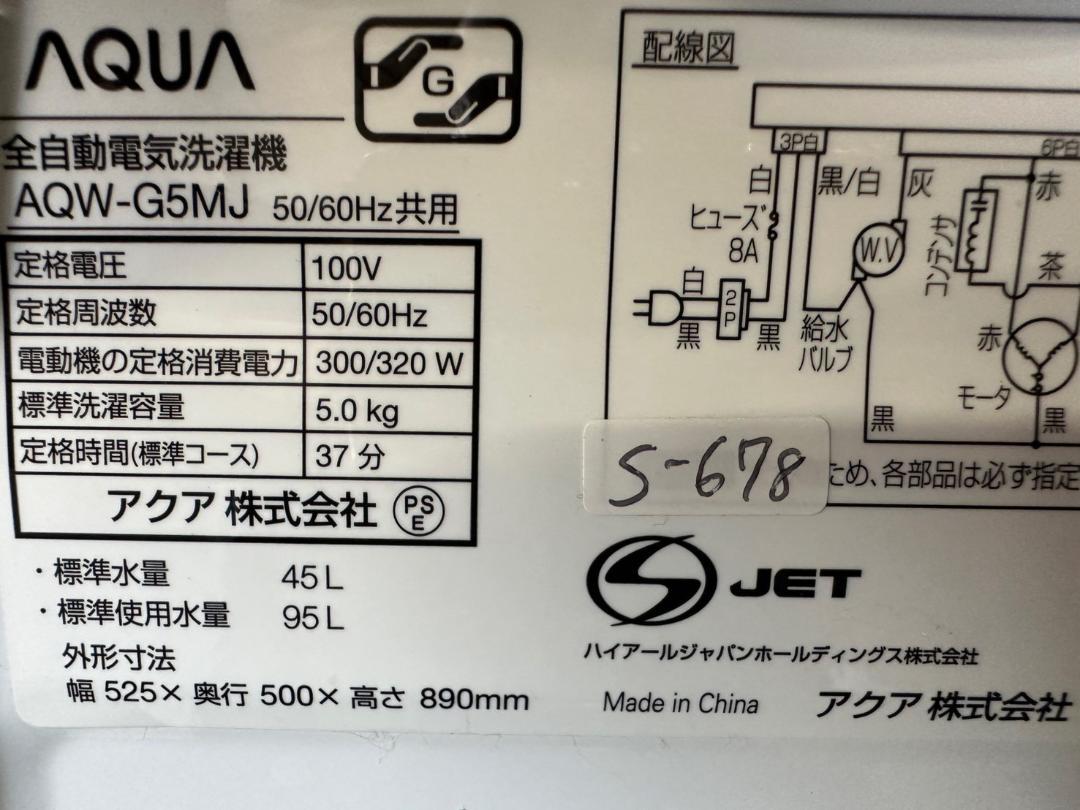 AQUA
G
全自動電気洗濯機
AQW-G5MJ 50/60Hz共用
定格電圧 100V
定格周波数 50/60Hz
電動機の定格消費電力 300/320 W
標準洗濯容量 5.0 kg
定格時間(標準コース) 37 分
アクア 株式会社 PSE
・標準水量 45L
・標準使用水量 95L
外形寸法
幅 525× 奥行 500× 高さ 890mm
配線図
3P白
6P白
白
黒/白
灰
赤
ヒューズ
8A
W.V
コンデンサ
茶
白
2P
黒
黒
給水
バルブ
赤
モータ
黒
黒
S-678
ため、各部品は必ず指定
S JET
ハイアールジャパンホールディングス株式会社
Made in China アクア 株式会社